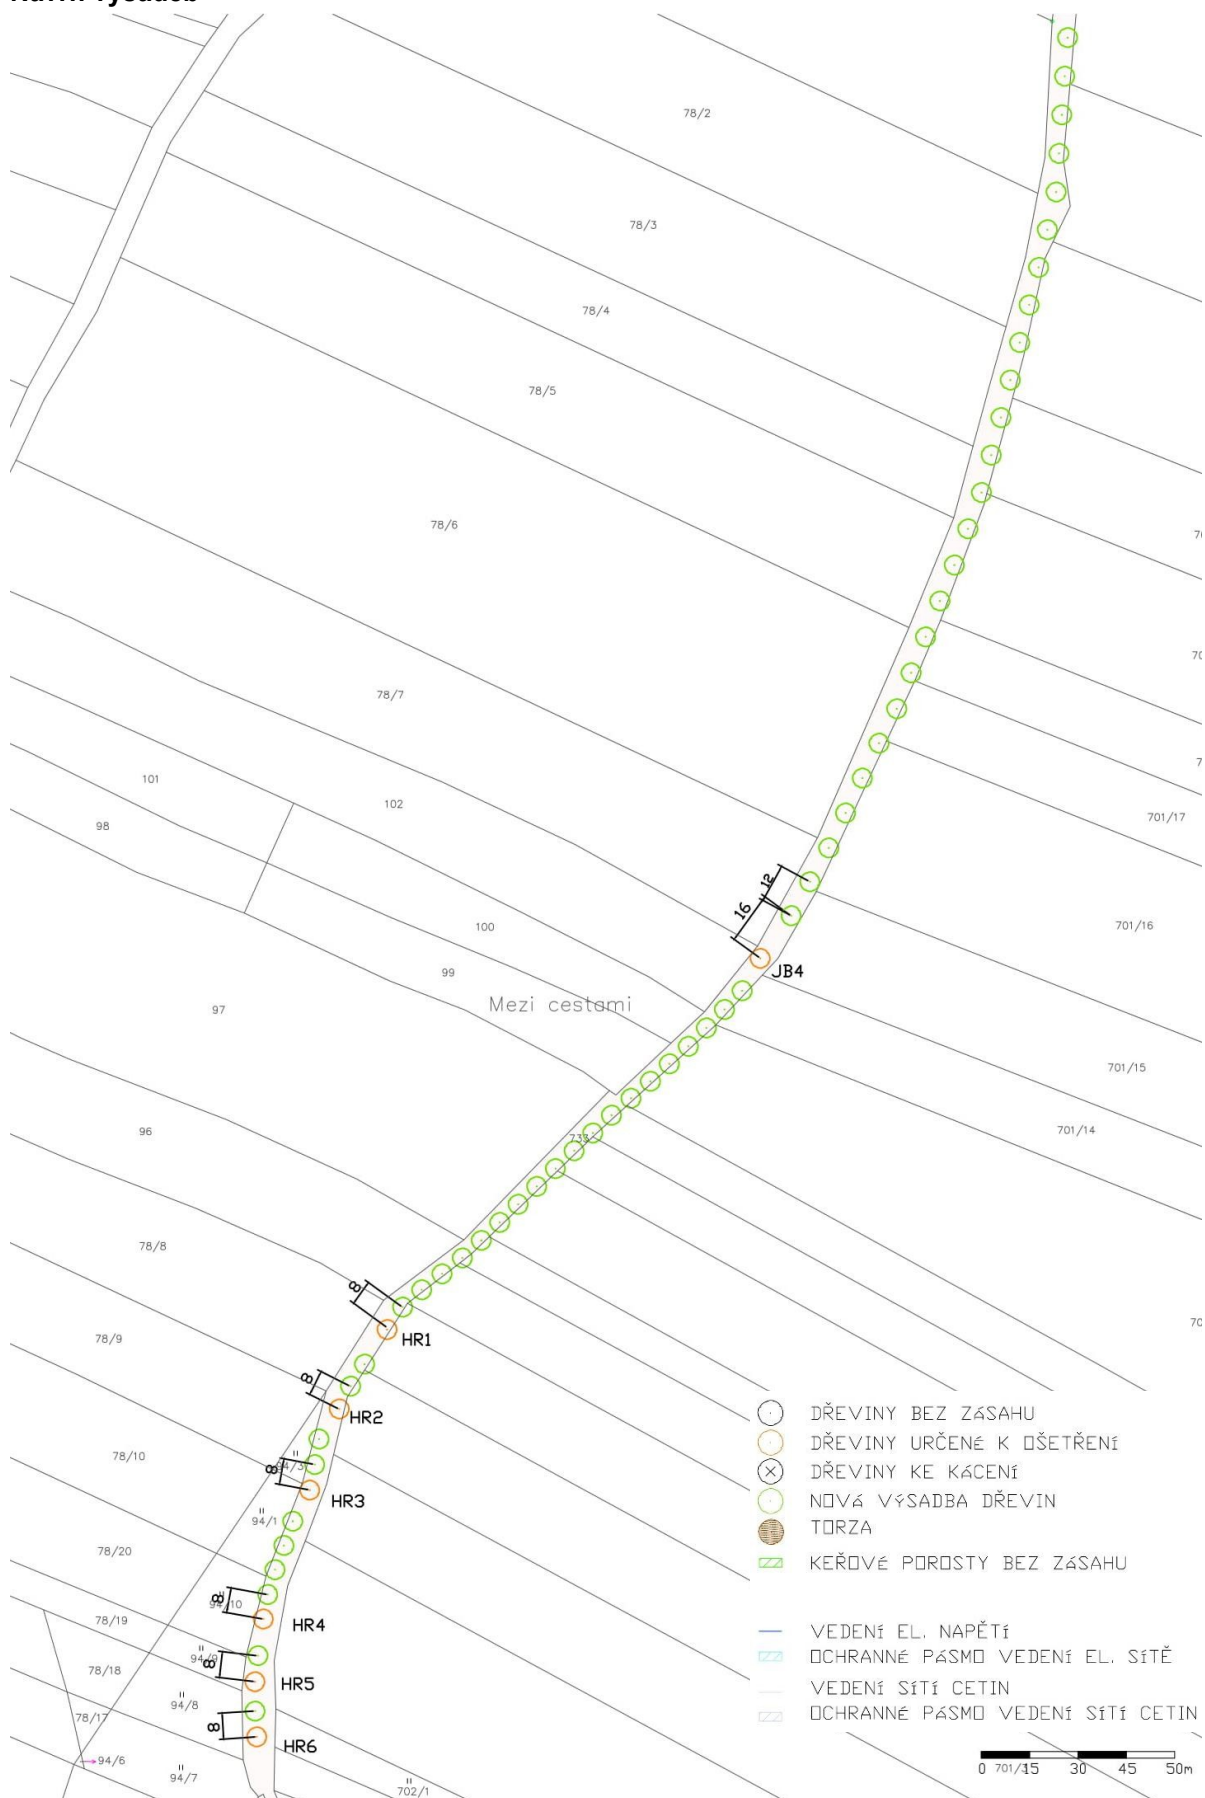 78/2
78/3
78/4
78/5
78/6
78/7
101
102
98
701/17
12
16
100
701/16
99
JB4
Mezi cestami
97
701/15
96
733
701/14
78/8
8
HR1
78/9
8
HR2
78/10
94/3
8
HR3
94/1
78/20
8
94/10
78/19
HR4
94/9
8
78/18
HR5
94/8
78/17
8
HR6
94/6
94/7
702/1
DŘEVINY BEZ ZÁSAHU
DŘEVINY URČENÉ K OŠETŘENÍ
DŘEVINY KE KÁCENÍ
NOVÁ VÝSADBA DŘEVIN
TORZA
KEŘOVÉ POROSTY BEZ ZÁSAHU
VEDENÍ EL. NAPĚTÍ
OCHRANNÉ PÁSMO VEDENÍ EL. SÍTĚ
VEDENÍ SÍTÍ CETIN
OCHRANNÉ PÁSMO VEDENÍ SÍTÍ CETIN
0 15 30 45 50m